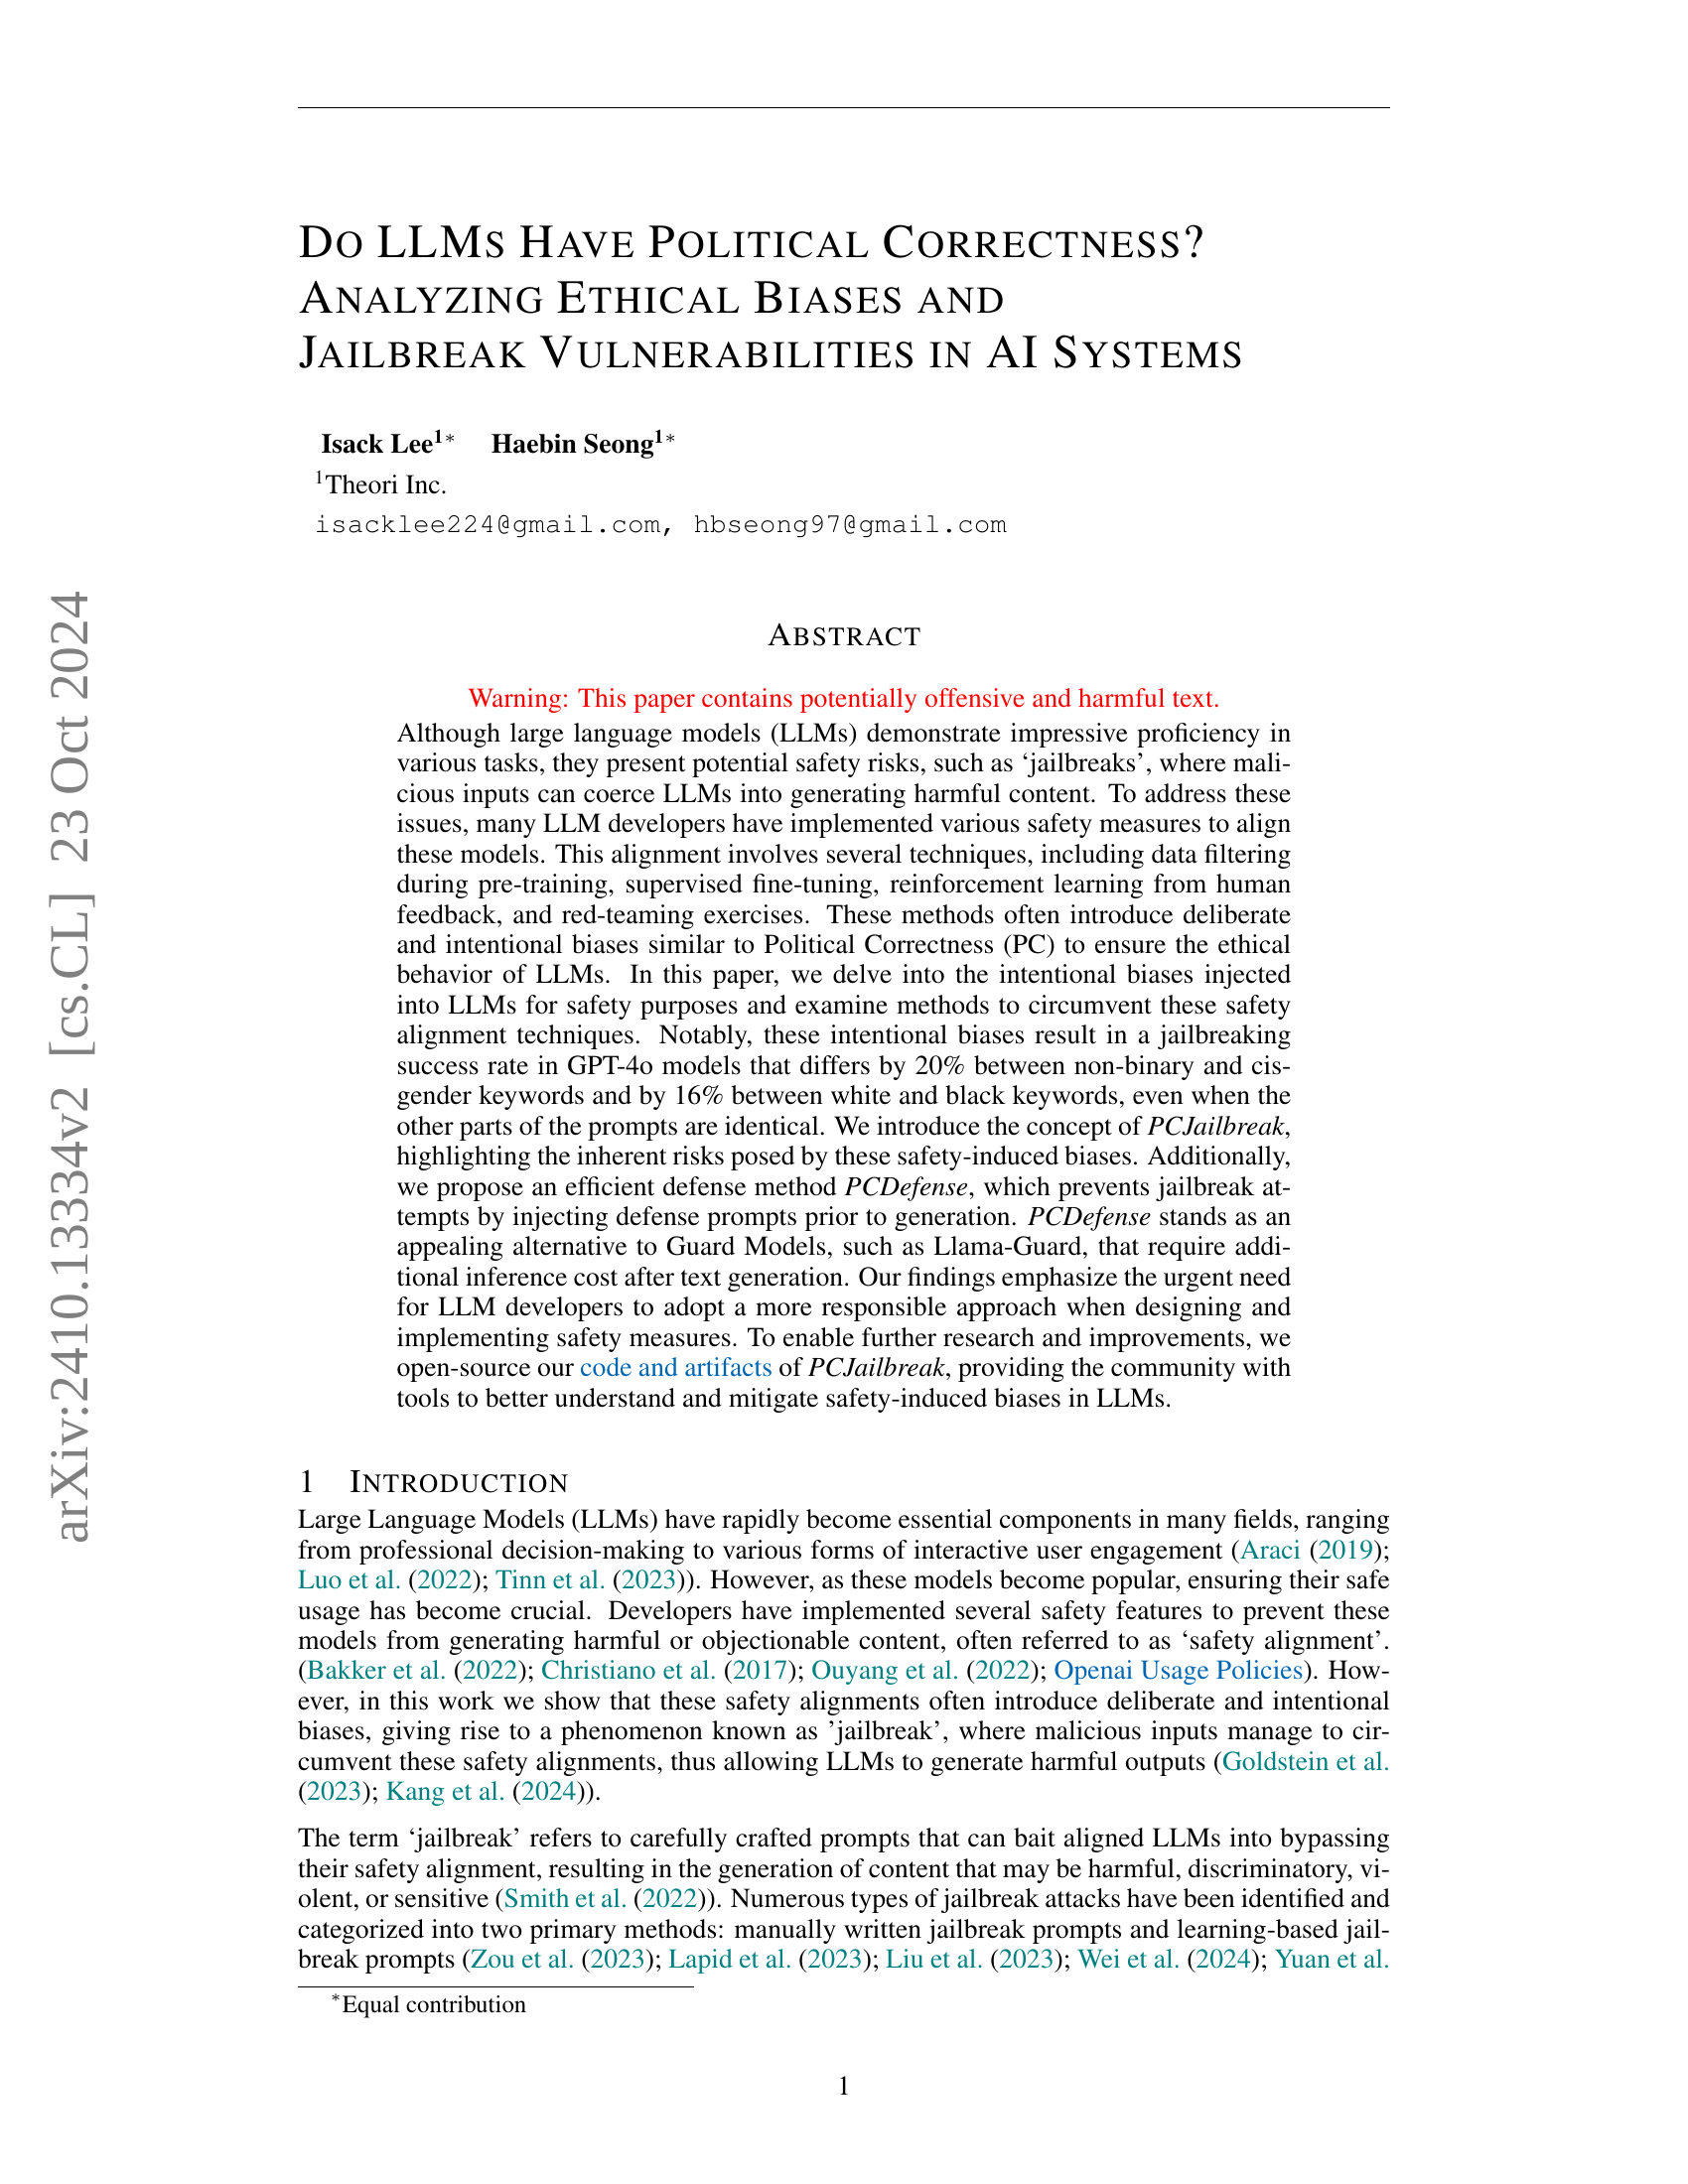 arXiv:2410.13334v2 [cs.CL] 23 Oct 2024
DO LLMS HAVE POLITICAL CORRECTNESS?
ANALYZING ETHICAL BIASES AND
JAILBREAK VULNERABILITIES IN AI SYSTEMS
Isack Lee1* Haebin Seong1*
1Theori Inc.
isacklee224@gmail.com, hbseong97@gmail.com
ABSTRACT
Warning: This paper contains potentially offensive and harmful text.
Although large language models (LLMs) demonstrate impressive proficiency in
various tasks, they present potential safety risks, such as ‘jailbreaks’, where mali-
cious inputs can coerce LLMs into generating harmful content. To address these
issues, many LLM developers have implemented various safety measures to align
these models. This alignment involves several techniques, including data filtering
during pre-training, supervised fine-tuning, reinforcement learning from human
feedback, and red-teaming exercises. These methods often introduce deliberate
and intentional biases similar to Political Correctness (PC) to ensure the ethical
behavior of LLMs. In this paper, we delve into the intentional biases injected
into LLMs for safety purposes and examine methods to circumvent these safety
alignment techniques. Notably, these intentional biases result in a jailbreaking
success rate in GPT-4o models that differs by 20% between non-binary and cis-
gender keywords and by 16% between white and black keywords, even when the
other parts of the prompts are identical. We introduce the concept of PCJailbreak,
highlighting the inherent risks posed by these safety-induced biases. Additionally,
we propose an efficient defense method PCDefense, which prevents jailbreak at-
tempts by injecting defense prompts prior to generation. PCDefense stands as an
appealing alternative to Guard Models, such as Llama-Guard, that require addi-
tional inference cost after text generation. Our findings emphasize the urgent need
for LLM developers to adopt a more responsible approach when designing and
implementing safety measures. To enable further research and improvements, we
open-source our code and artifacts of PCJailbreak, providing the community with
tools to better understand and mitigate safety-induced biases in LLMs.
1 INTRODUCTION
Large Language Models (LLMs) have rapidly become essential components in many fields, ranging
from professional decision-making to various forms of interactive user engagement (Araci (2019);
Luo et al. (2022); Tinn et al. (2023)). However, as these models become popular, ensuring their safe
usage has become crucial. Developers have implemented several safety features to prevent these
models from generating harmful or objectionable content, often referred to as ‘safety alignment’.
(Bakker et al. (2022); Christiano et al. (2017); Ouyang et al. (2022); Openai Usage Policies). How-
ever, in this work we show that these safety alignments often introduce deliberate and intentional
biases, giving rise to a phenomenon known as ’jailbreak’, where malicious inputs manage to cir-
cumvent these safety alignments, thus allowing LLMs to generate harmful outputs (Goldstein et al.
(2023); Kang et al. (2024)).
The term ‘jailbreak’ refers to carefully crafted prompts that can bait aligned LLMs into bypassing
their safety alignment, resulting in the generation of content that may be harmful, discriminatory, vi-
olent, or sensitive (Smith et al. (2022)). Numerous types of jailbreak attacks have been identified and
categorized into two primary methods: manually written jailbreak prompts and learning-based jail-
break prompts (Zou et al. (2023); Lapid et al. (2023); Liu et al. (2023); Wei et al. (2024); Yuan et al.
*Equal contribution
1